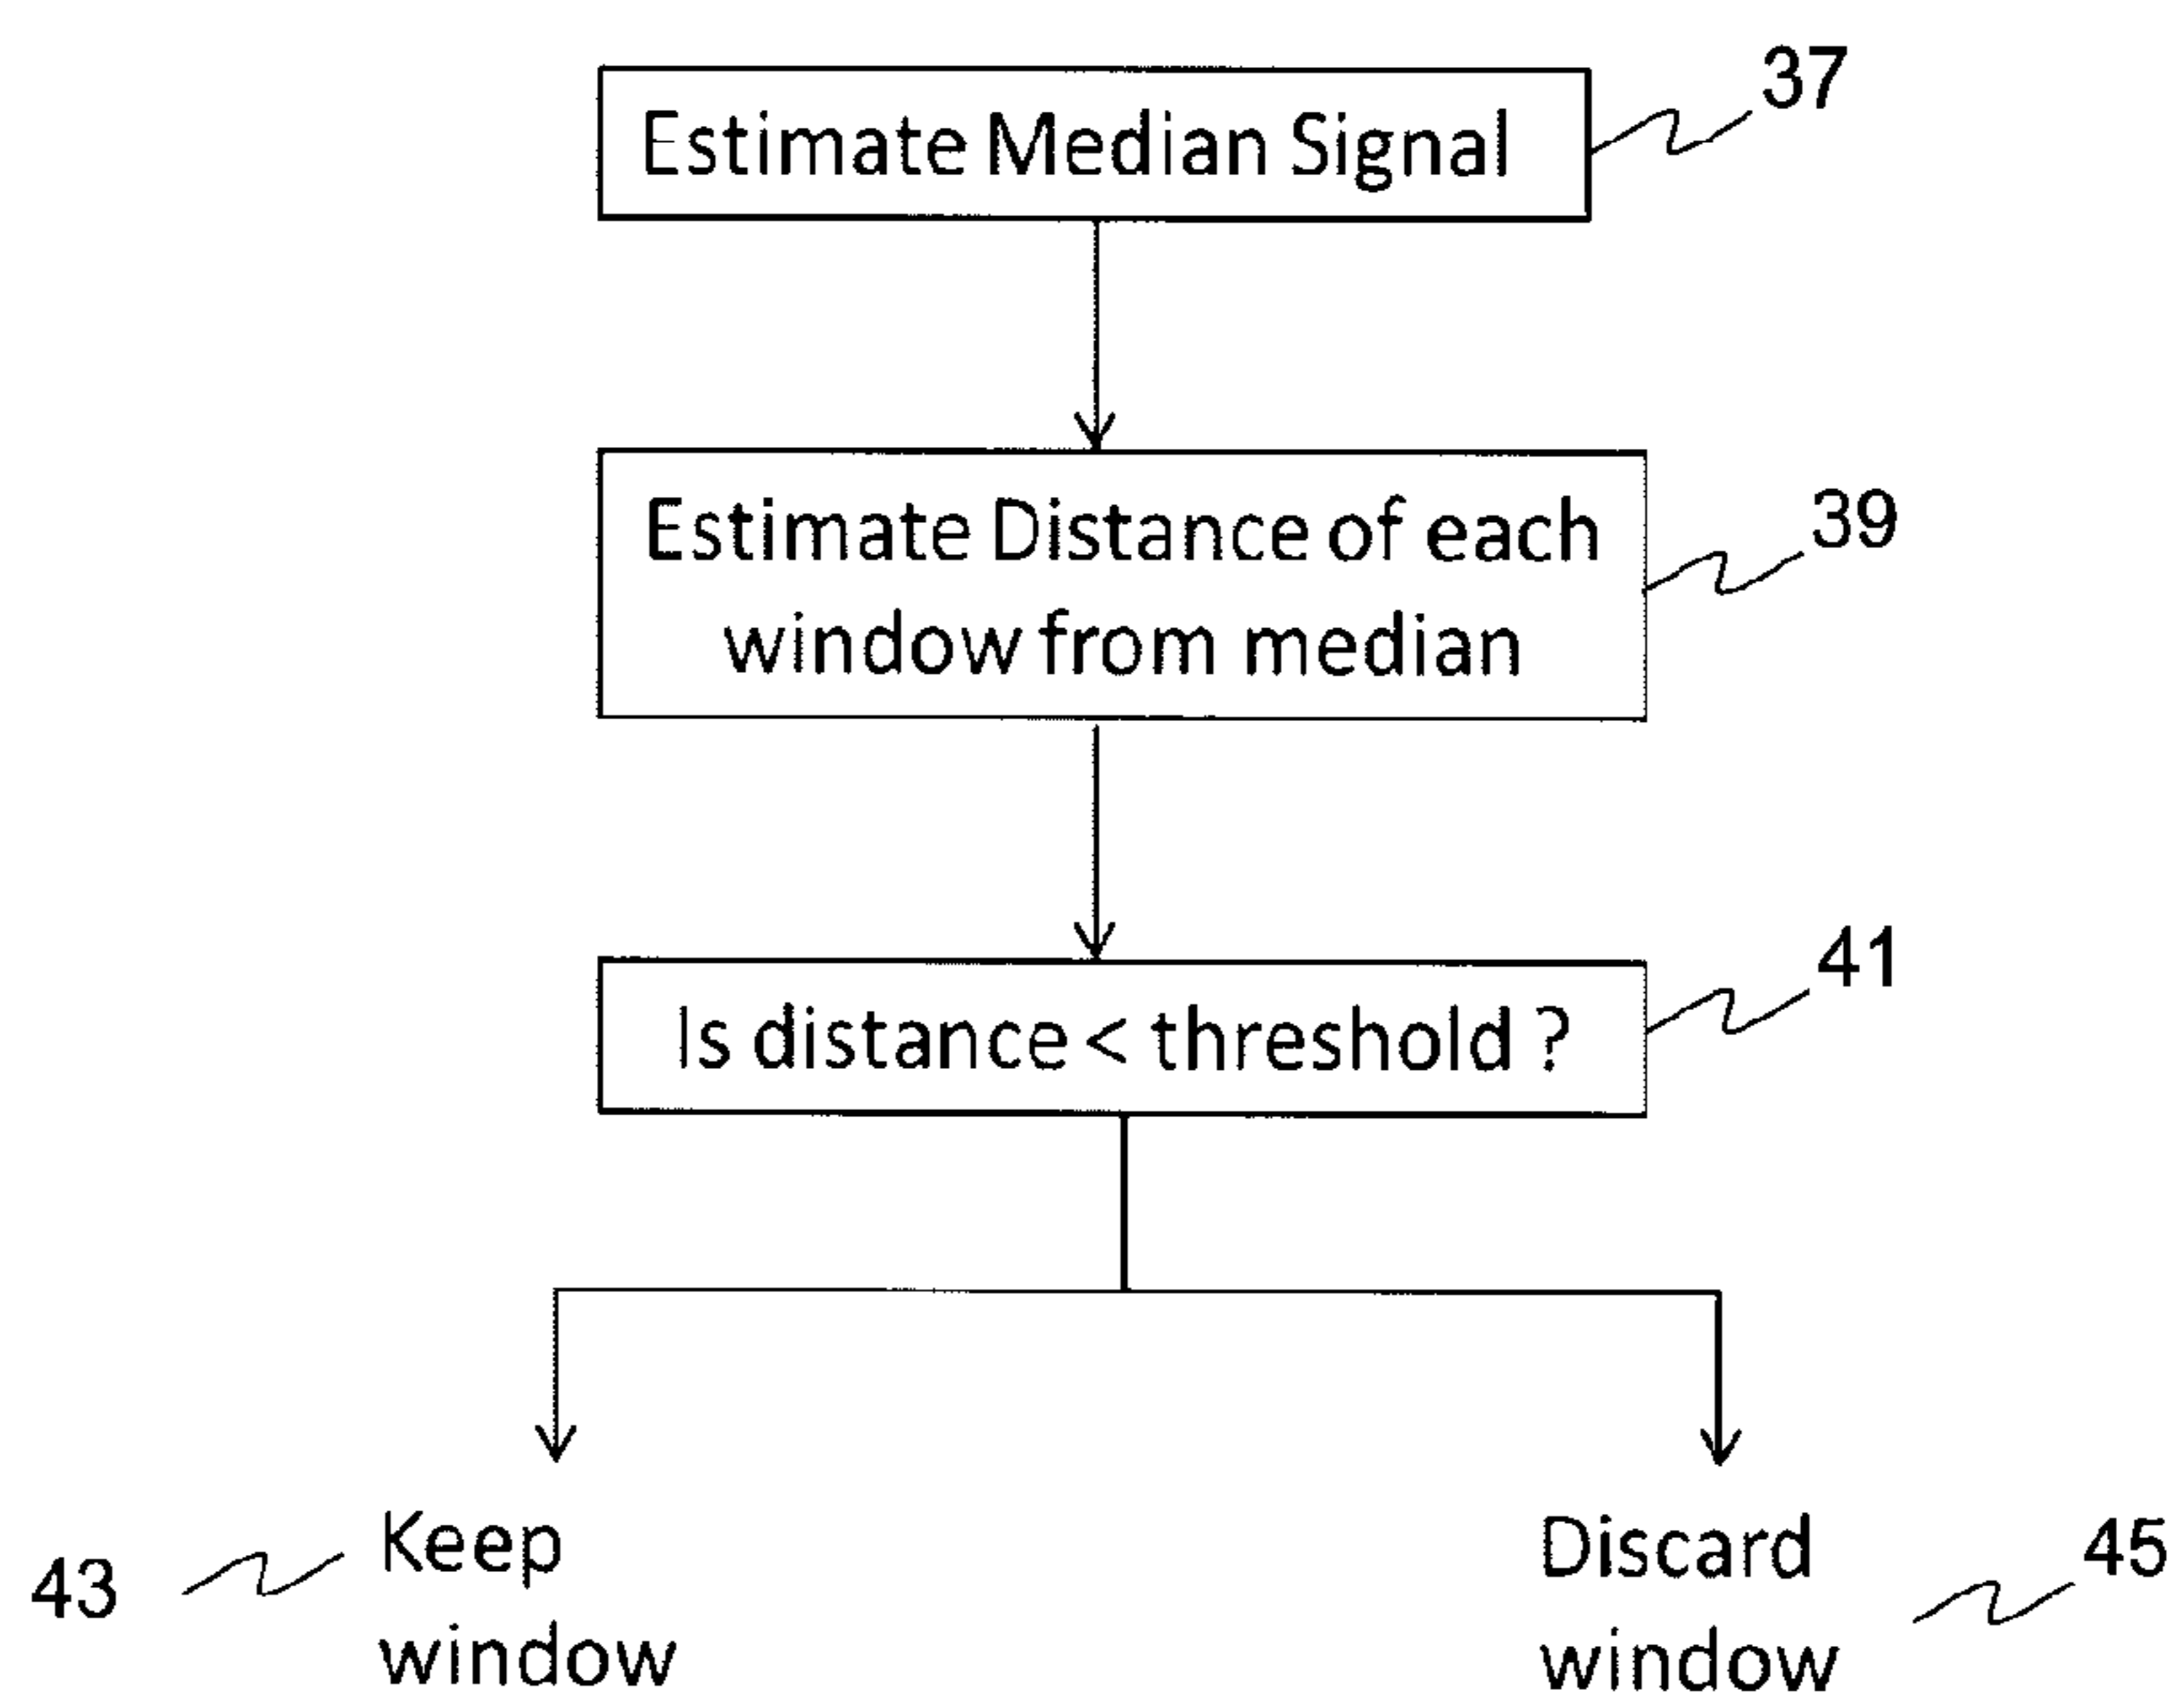 37
Estimate Median Signal
39
Estimate Distance of each
window from median
41
Is distance < threshold ?
43
Keep
window
Discard
window
45